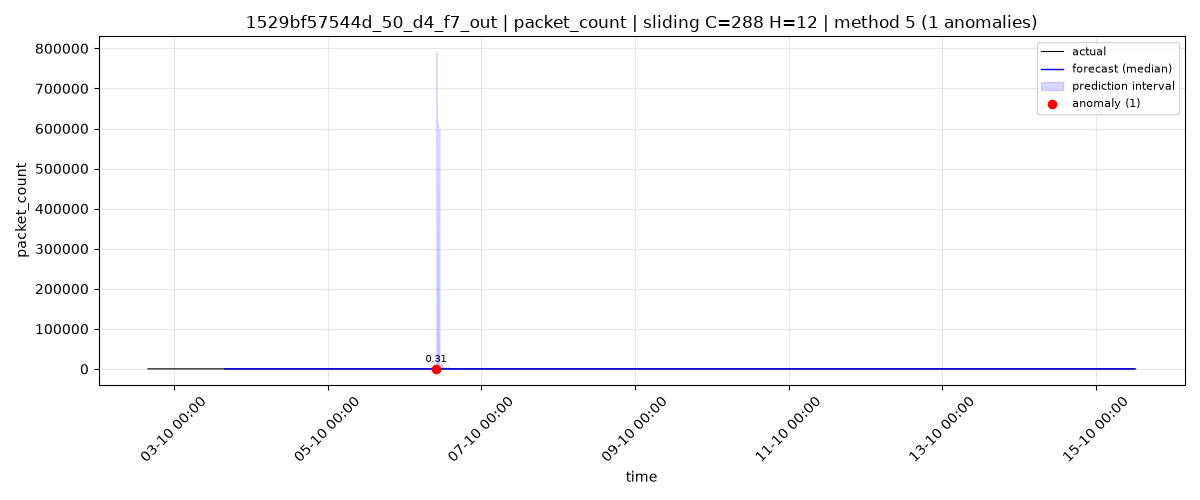 1529bf57544d_50_d4_f7_out | packet_count | sliding C=288 H=12 | method 5 (1 anomalies)
packet_count
800000
700000
600000
500000
400000
300000
200000
100000
0
actual
forecast (median)
prediction interval
anomaly (1)
0.31
03-10 00:00
05-10 00:00
07-10 00:00
09-10 00:00
11-10 00:00
13-10 00:00
15-10 00:00
time